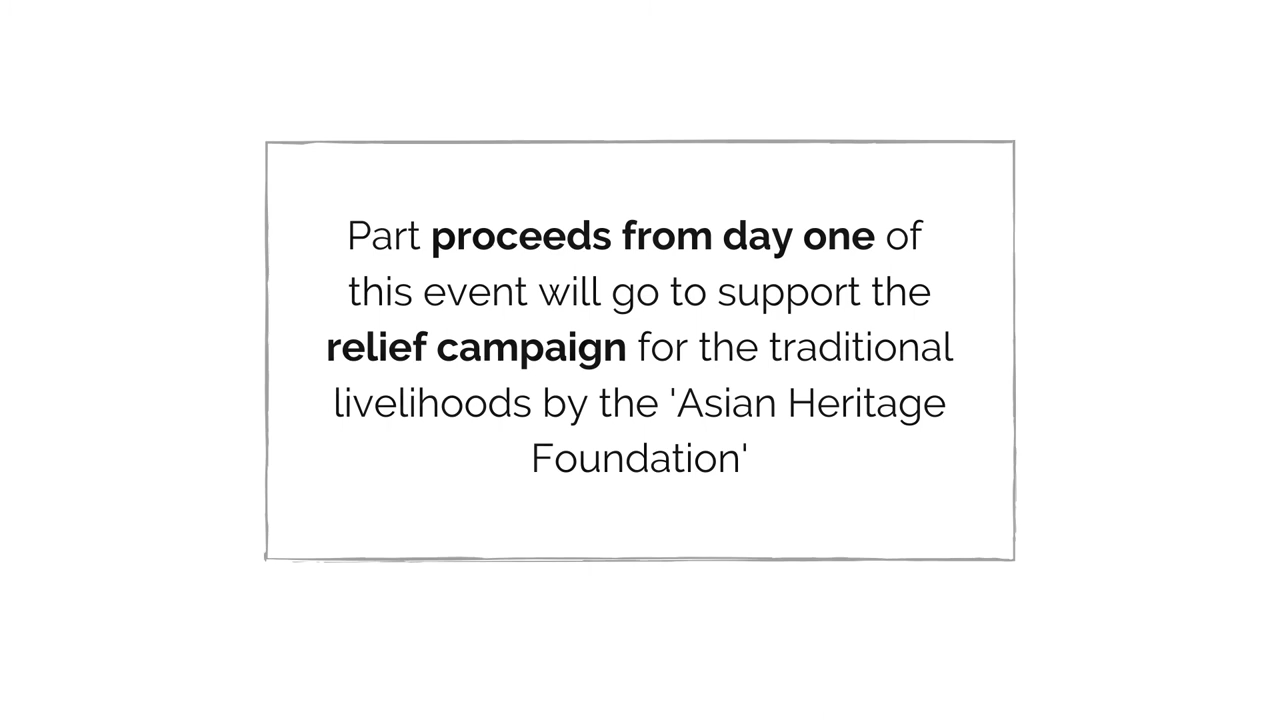 Part proceeds from day one of
this event will go to support the
relief campaign for the traditional
livelihoods by the 'Asian Heritage
Foundation'